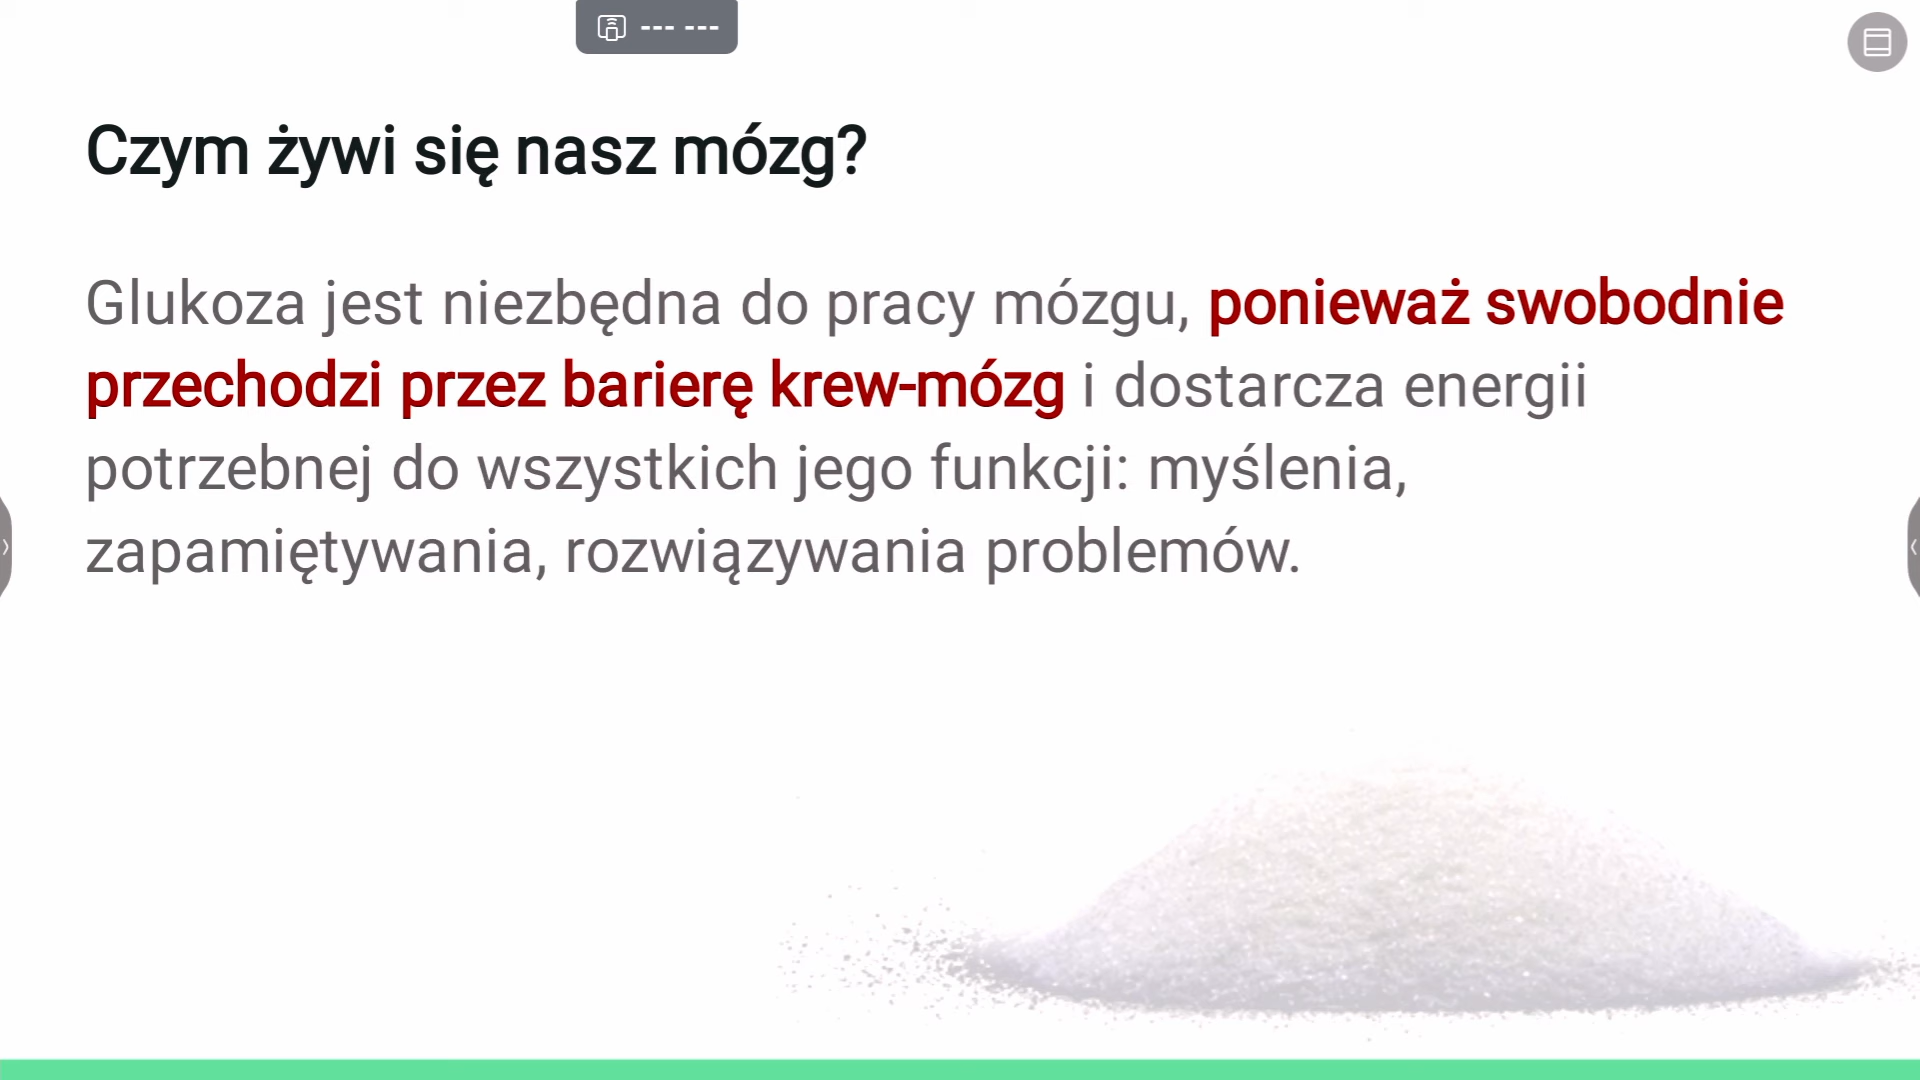 --- ---
Czym żywi się nasz mózg?
Glukoza jest niezbędna do pracy mózgu, ponieważ swobodnie
przechodzi przez barierę krew-mózg i dostarcza energii
potrzebnej do wszystkich jego funkcji: myślenia,
zapamiętywania, rozwiązywania problemów.